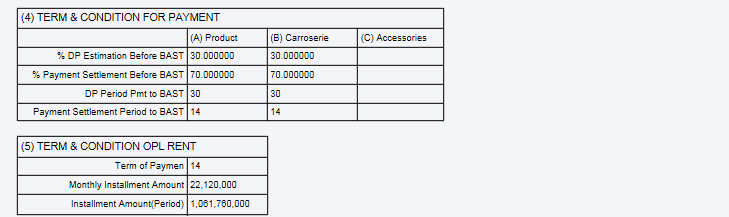 (4) TERM & CONDITION FOR PAYMENT
(A) Product (B) Carroserie (C) Accessories
% DP Estimation Before BAST 30.000000 30.000000
% Payment Settlement Before BAST 70.000000 70.000000
DP Period Pmt to BAST 30 30
Payment Settlement Period to BAST 14 14
(5) TERM & CONDITION OPL RENT
Term of Paymen 14
Monthly Installment Amount 22,120,000
Installment Amount(Period) 1,061,760,000